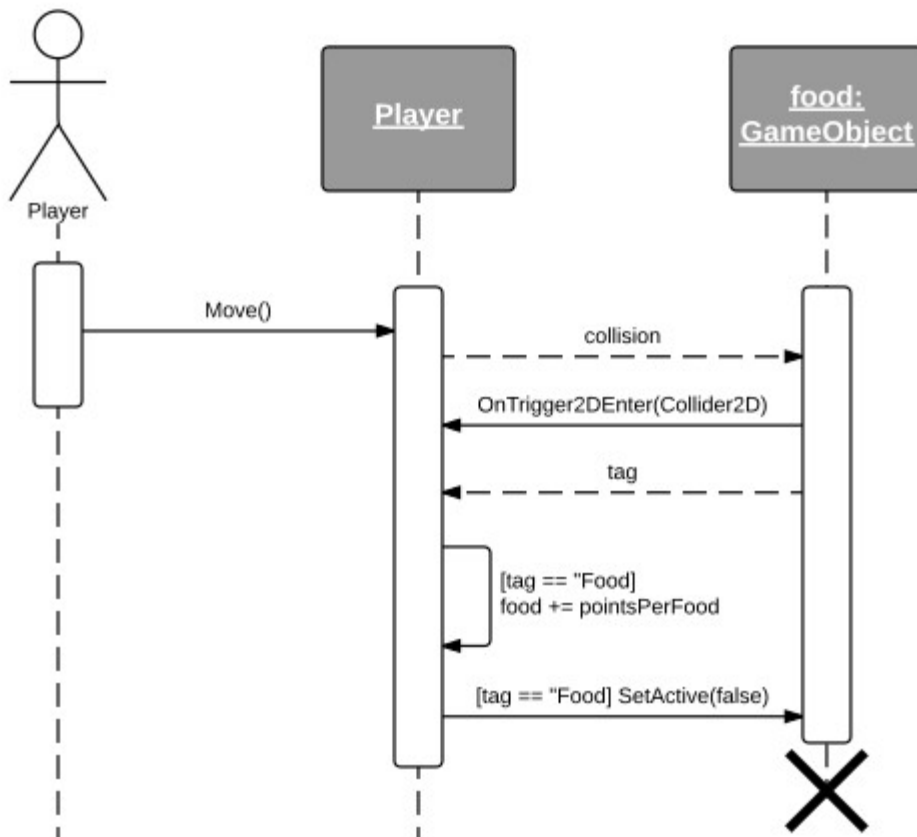 Player
food:
GameObject
Player
Move()
collision
OnTrigger2DEnter(Collider2D)
tag
[tag == "Food]
food += pointsPerFood
[tag == "Food] SetActive(false)